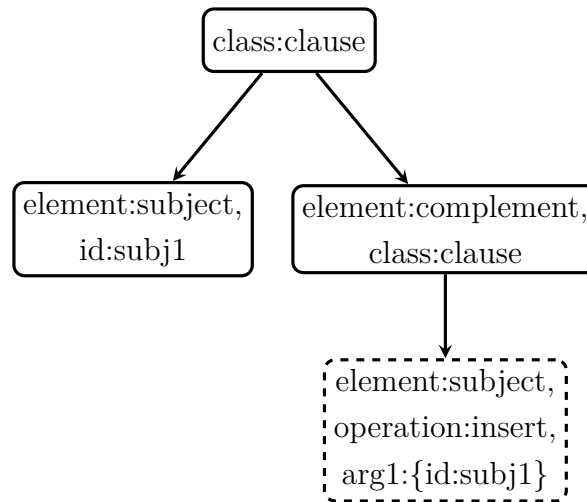 class:clause
element:subject,
id:subj1
element:complement,
class:clause
element:subject,
operation:insert,
arg1:{id:subj1}